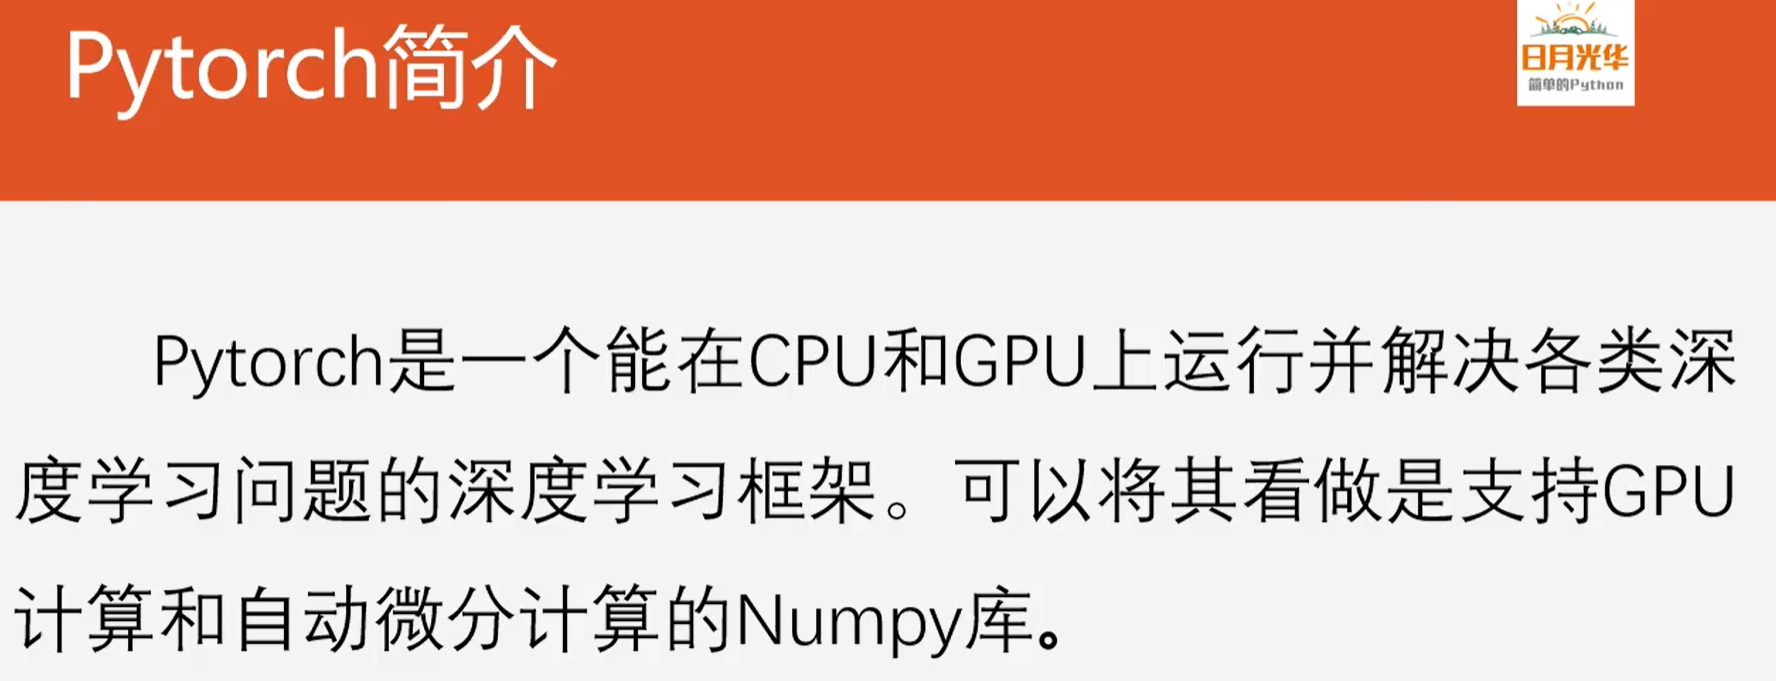 Pytorch简介
日月光华
简单的Python
Pytorch是一个能在CPU和GPU上运行并解决各类深
度学习问题的深度学习框架。可以将其看做是支持GPU
计算和自动微分计算的Numpy库。